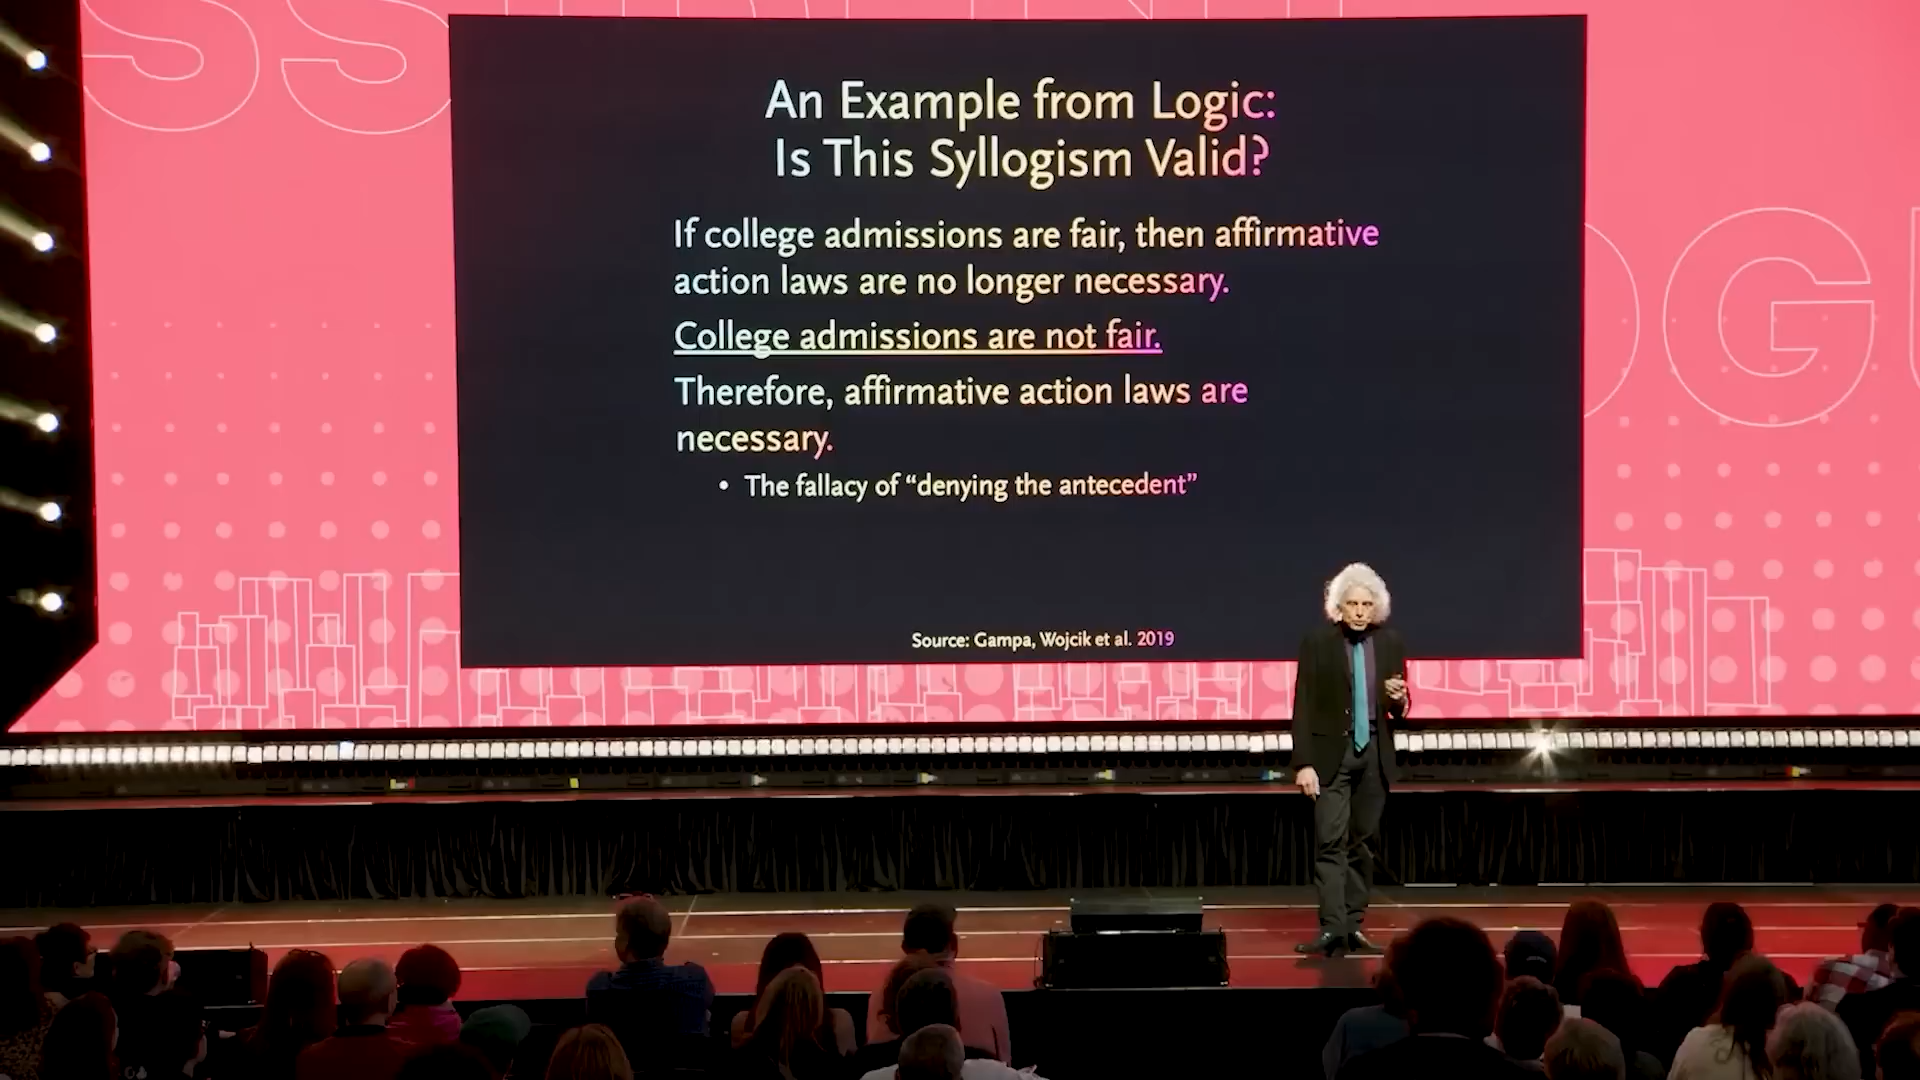 An Example from Logic:
Is This Syllogism Valid?
If college admissions are fair, then affirmative
action laws are no longer necessary.
College admissions are not fair.
Therefore, affirmative action laws are
necessary.
• The fallacy of “denying the antecedent”
Source: Gampa, Wojcik et al. 2019